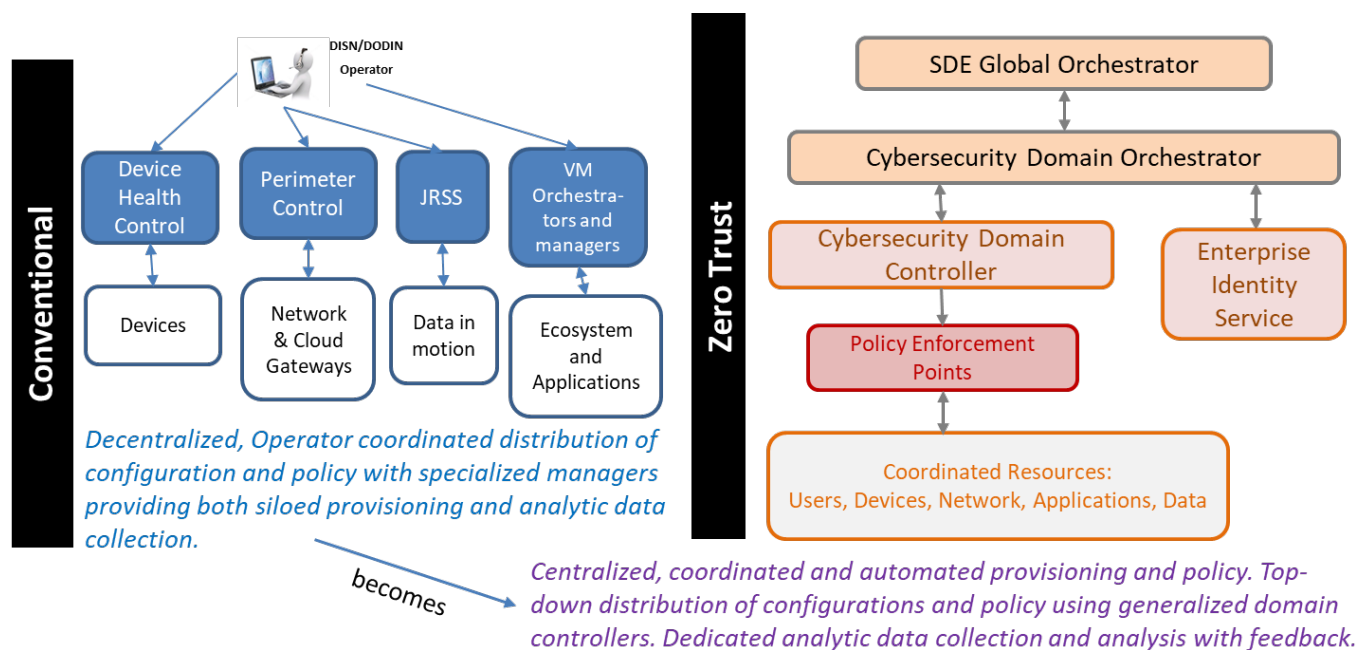 Conventional
DISN/DODIN
Operator
Device
Health
Control
Perimeter
Control
JRSS
VM
Orchestra-
tors and
managers
Devices
Network
& Cloud
Gateways
Data in
motion
Ecosystem
and
Applications
Decentralized, Operator coordinated distribution of
configuration and policy with specialized managers
providing both siloed provisioning and analytic data
collection.
becomes
Zero Trust
SDE Global Orchestrator
Cybersecurity Domain Orchestrator
Cybersecurity Domain
Controller
Enterprise
Identity
Service
Policy Enforcement
Points
Coordinated Resources:
Users, Devices, Network, Applications, Data
Centralized, coordinated and automated provisioning and policy. Top-
down distribution of configurations and policy using generalized domain
controllers. Dedicated analytic data collection and analysis with feedback.